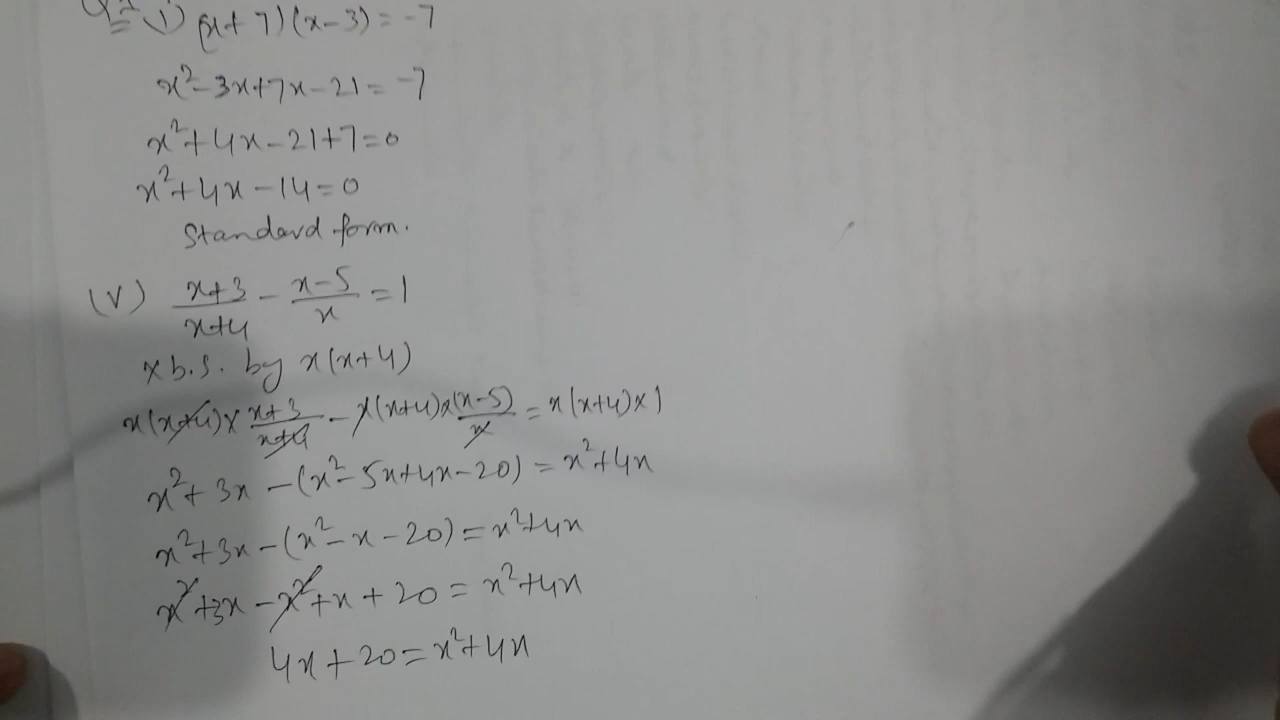 (i) (x+7)(x-3)=-7
x²-3x+7x-21=-7
x²+4x-21+7=0
x²+4x-14=0
Standard form.
(V) (x+3)/(x+4) - (x-5)/x = 1
x b.s. by x(x+4)
x(x+4)× (x+3)/(x+4) - x(x+4)×(x-5)/x = x(x+4)×1
x²+3x-(x²-5x+4x-20)=x²+4x
x²+3x-(x²-x-20)=x²+4x
x²+3x-x²+x+20=x²+4x
4x+20=x²+4x